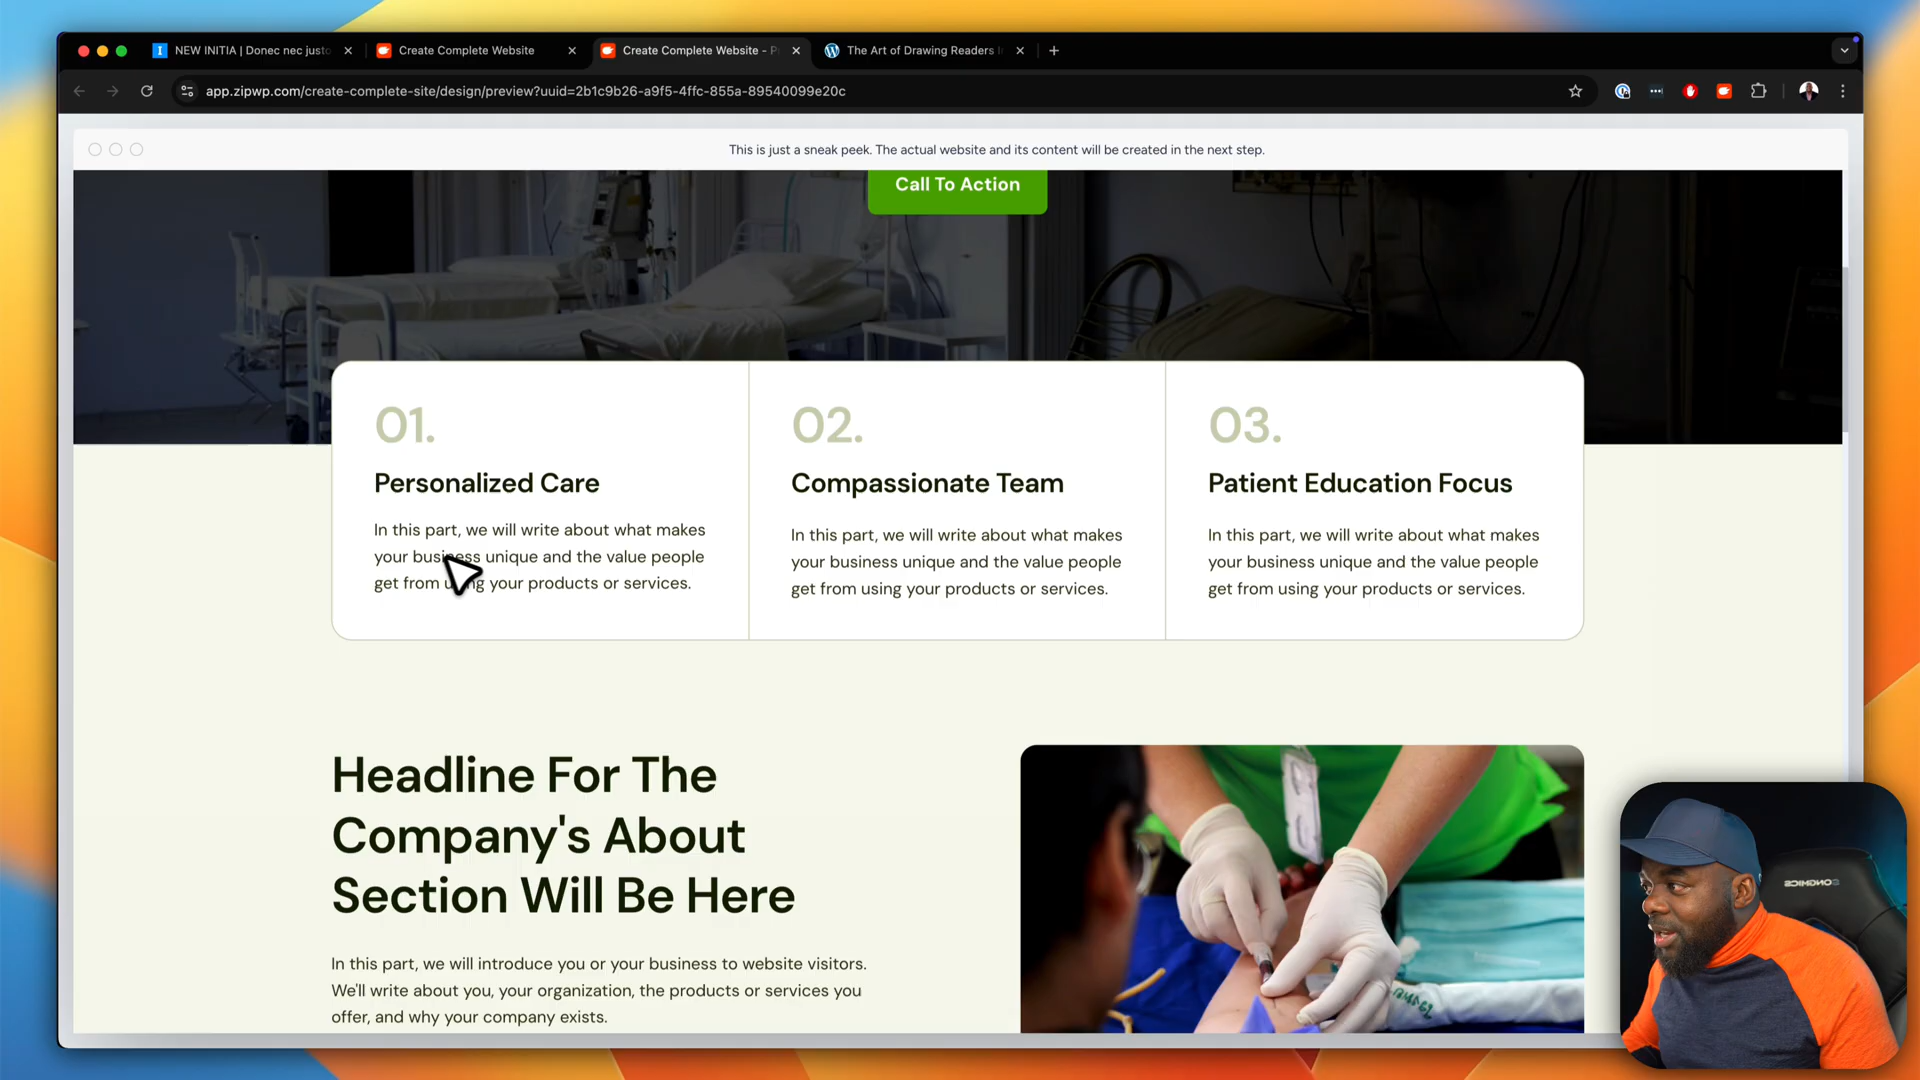 NEW INITIA | Donec nec justo
Create Complete Website
Create Complete Website - P
The Art of Drawing Readers I
app.zipwp.com/create-complete-site/design/preview?uuid=2b1c9b26-a9f5-4ffc-855a-89540099e20c
This is just a sneak peek. The actual website and its content will be created in the next step.
Call To Action
01.
Personalized Care
In this part, we will write about what makes
your business unique and the value people
get from using your products or services.
02.
Compassionate Team
In this part, we will write about what makes
your business unique and the value people
get from using your products or services.
03.
Patient Education Focus
In this part, we will write about what makes
your business unique and the value people
get from using your products or services.
Headline For The
Company's About
Section Will Be Here
In this part, we will introduce you or your business to website visitors.
We'll write about you, your organization, the products or services you
offer, and why your company exists.